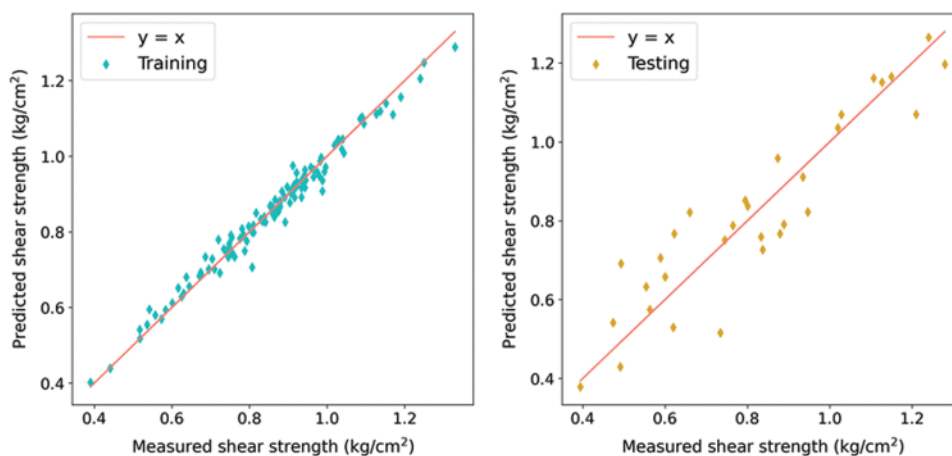 y = x
Training
Predicted shear strength (kg/cm²)
1.2
1.0
0.8
0.6
0.4
0.4 0.6 0.8 1.0 1.2
Measured shear strength (kg/cm²)
y = x
Testing
Predicted shear strength (kg/cm²)
1.2
1.0
0.8
0.6
0.4
0.4 0.6 0.8 1.0 1.2
Measured shear strength (kg/cm²)